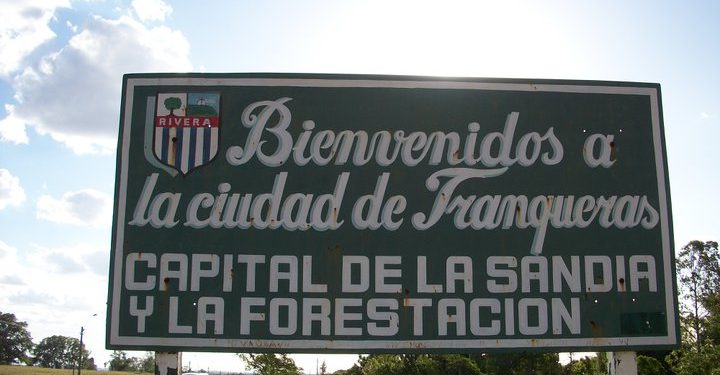 RIVERA
Bienvenidos a
la ciudad de Tranqueras
CAPITAL DE LA SANDIA
Y LA FORESTACION